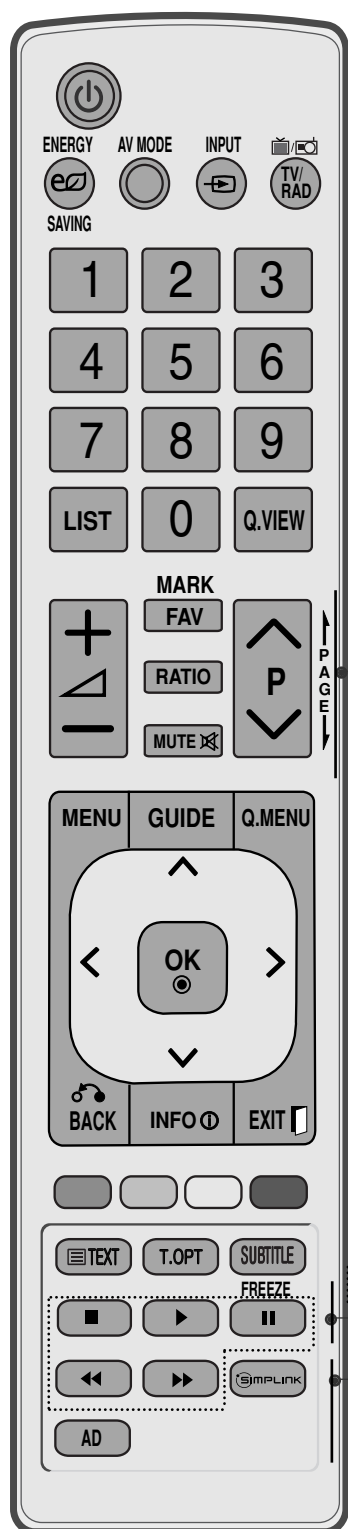 ENERGY AV MODE INPUT
TV/
RAD
SAVING
1 2 3
4 5 6
7 8 9
LIST 0 Q.VIEW
MARK
FAV
RATIO P
MUTE
PAGE
MENU GUIDE Q.MENU
OK
BACK INFO EXIT
TEXT T.OPT SUBTITLE
FREEZE
SIMPLINK
AD